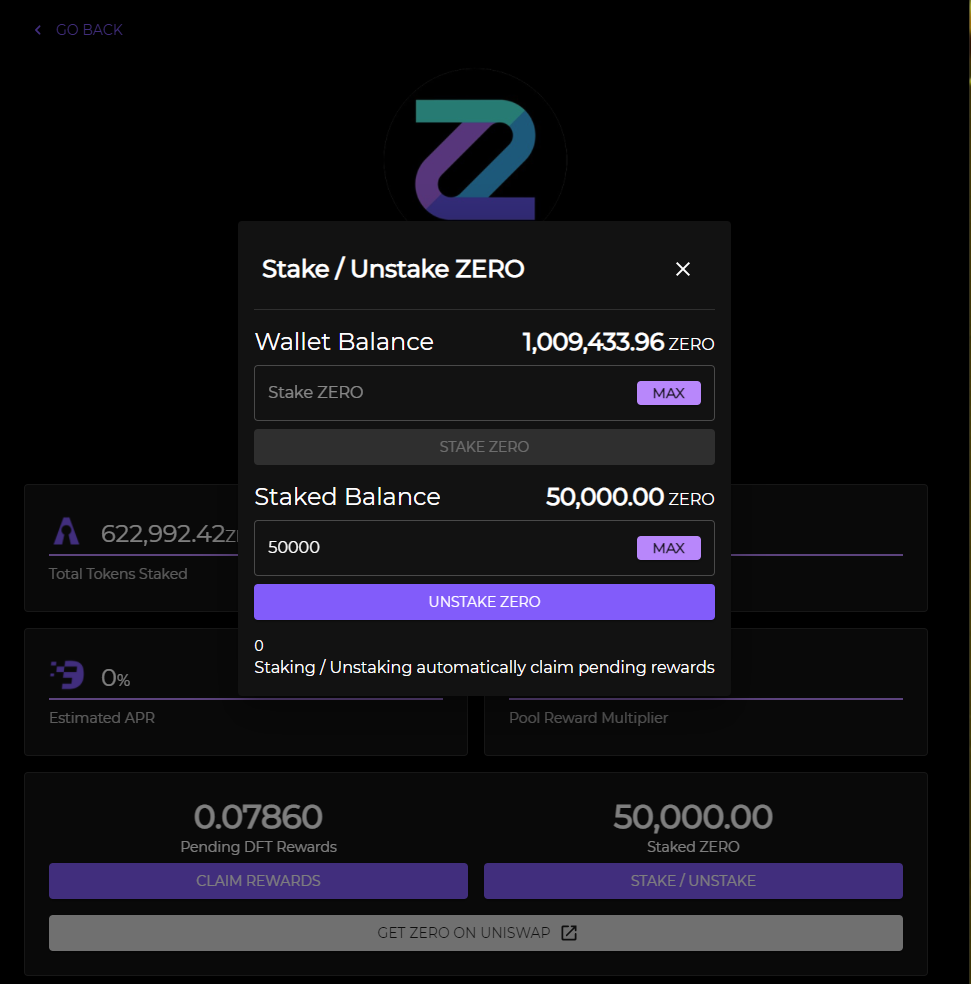 GO BACK
Stake / Unstake ZERO
Wallet Balance 1,009,433.96 ZERO
Stake ZERO MAX
STAKE ZERO
Staked Balance 50,000.00 ZERO
50000 MAX
UNSTAKE ZERO
0
Staking / Unstaking automatically claim pending rewards
622,992.42
Total Tokens Staked
0%
Estimated APR
Pool Reward Multiplier
0.07860
Pending DFT Rewards
CLAIM REWARDS
50,000.00
Staked ZERO
STAKE / UNSTAKE
GET ZERO ON UNISWAP